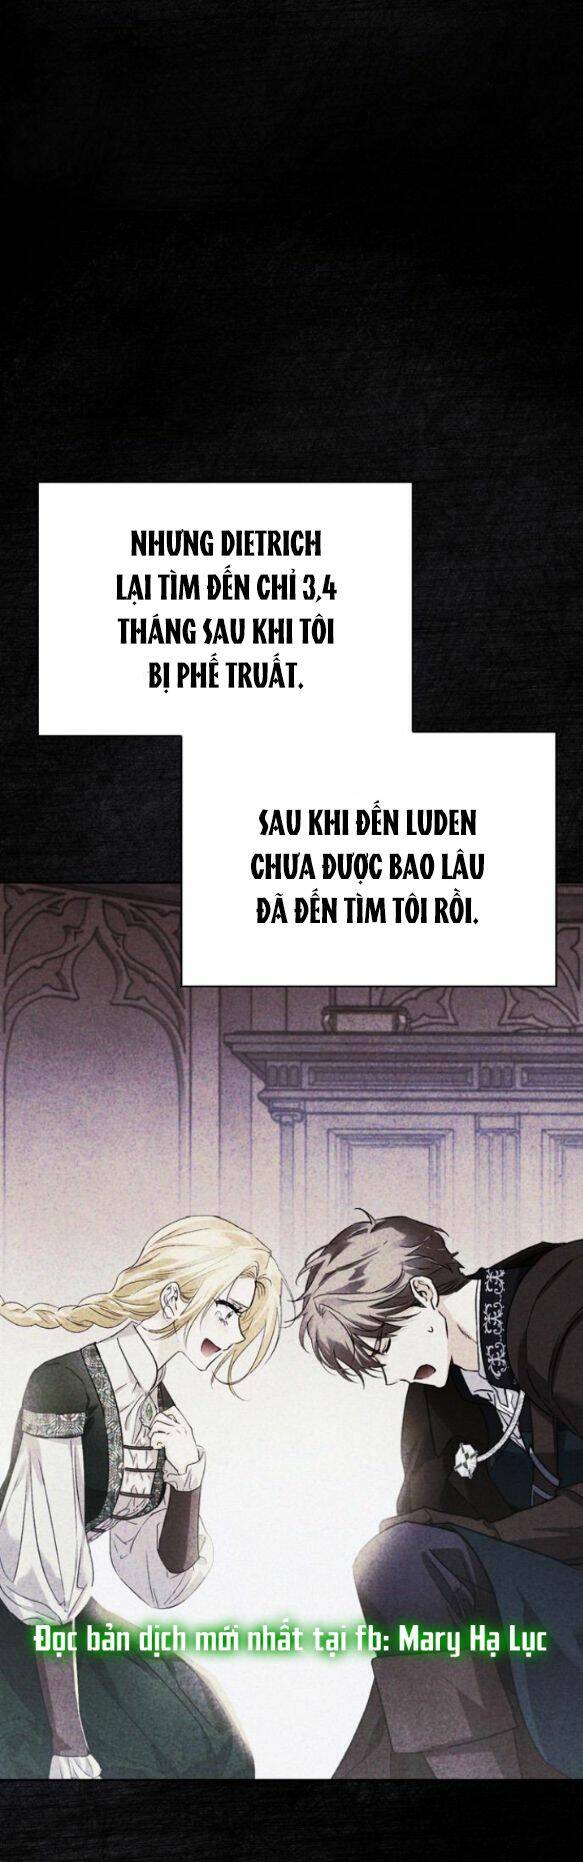 NHƯNG DIETRICH
LẠI TÌM ĐẾN CHỈ 3,4
THÁNG SAU KHI TÔI
BỊ PHẾ TRUẤT.
SAU KHI ĐẾN LUDEN
CHƯA ĐƯỢC BAO LÂU
ĐÃ ĐẾN TÌM TÔI RỒI.
Đọc bản dịch mới nhất tại fb: Mary Hạ Lục